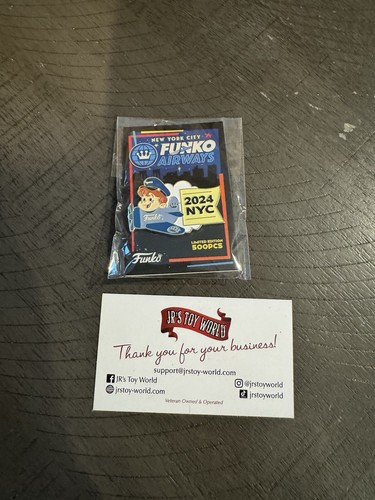 NEW YORK CITY
FUNKO
AIRWAYS
2024
NYC
Funko
LIMITED EDITION
500PCS
Funko
JR'S TOY WORLD
Thank you for your business!
support@jrstoy-world.com
JR's Toy World
@jrstoyworld
jrstoy-world.com
jrstoyworld
Veteran Owned & Operated